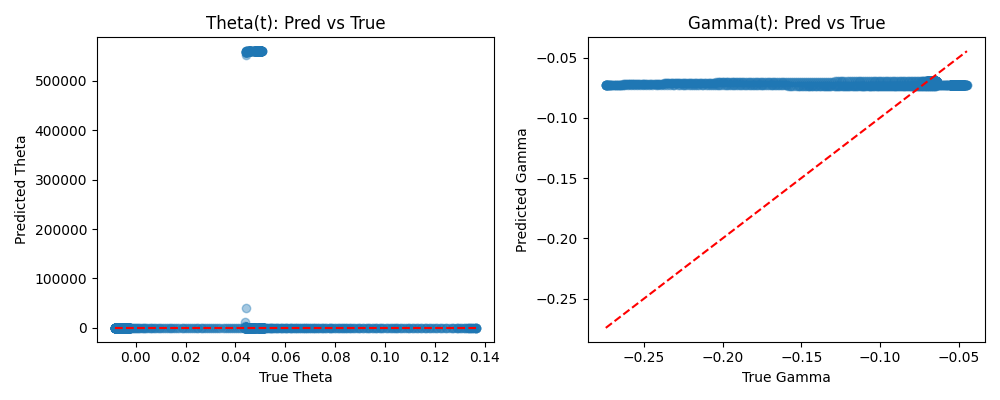 Theta(t): Pred vs True
Predicted Theta
500000
400000
300000
200000
100000
0
0.00 0.02 0.04 0.06 0.08 0.10 0.12 0.14
True Theta
Gamma(t): Pred vs True
Predicted Gamma
−0.05
−0.10
−0.15
−0.20
−0.25
−0.25 −0.20 −0.15 −0.10 −0.05
True Gamma